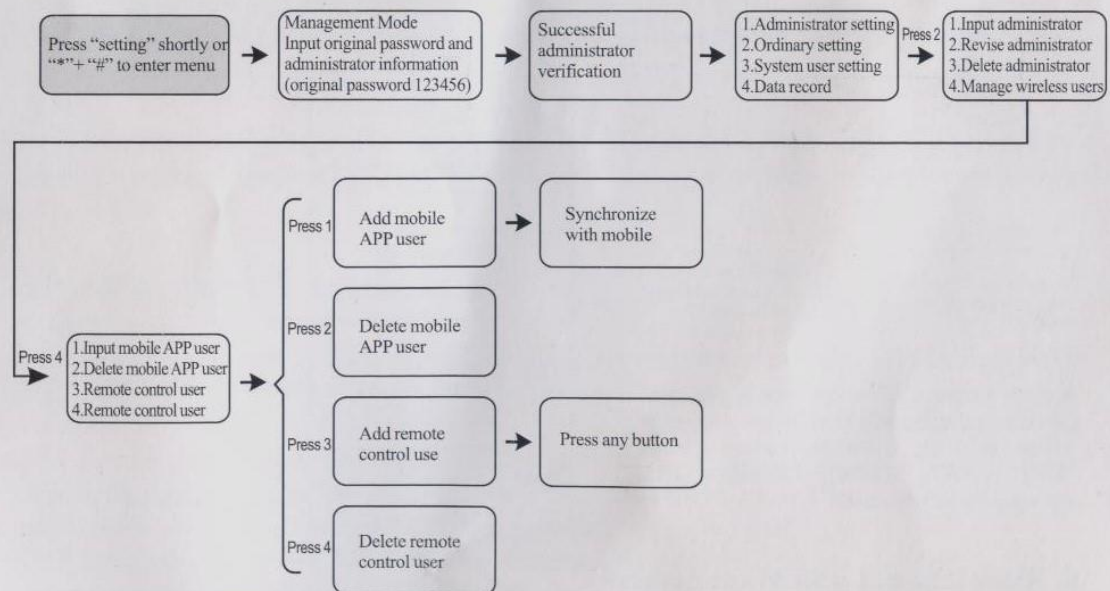 Press “setting” shortly or
“*”+ “#” to enter menu
Management Mode
Input original password and
administrator information
(original password 123456)
Successful
administrator
verification
1.Administrator setting
2.Ordinary setting
3.System user setting
4.Data record
Press 2
1.Input administrator
2.Revise administrator
3.Delete administrator
4.Manage wireless users
Press 4
1.Input mobile APP user
2.Delete mobile APP user
3.Remote control user
4.Remote control user
Press 1
Add mobile
APP user
Synchronize
with mobile
Press 2
Delete mobile
APP user
Press 3
Add remote
control use
Press any button
Press 4
Delete remote
control user